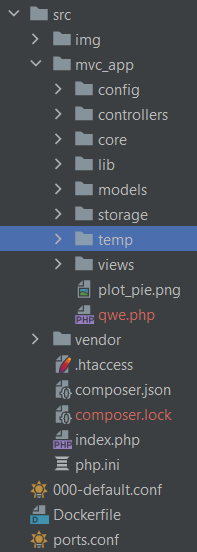 src
img
mvc_app
config
controllers
core
lib
models
storage
temp
views
plot_pie.png
qwe.php
vendor
.htaccess
composer.json
composer.lock
index.php
php.ini
000-default.conf
Dockerfile
ports.conf